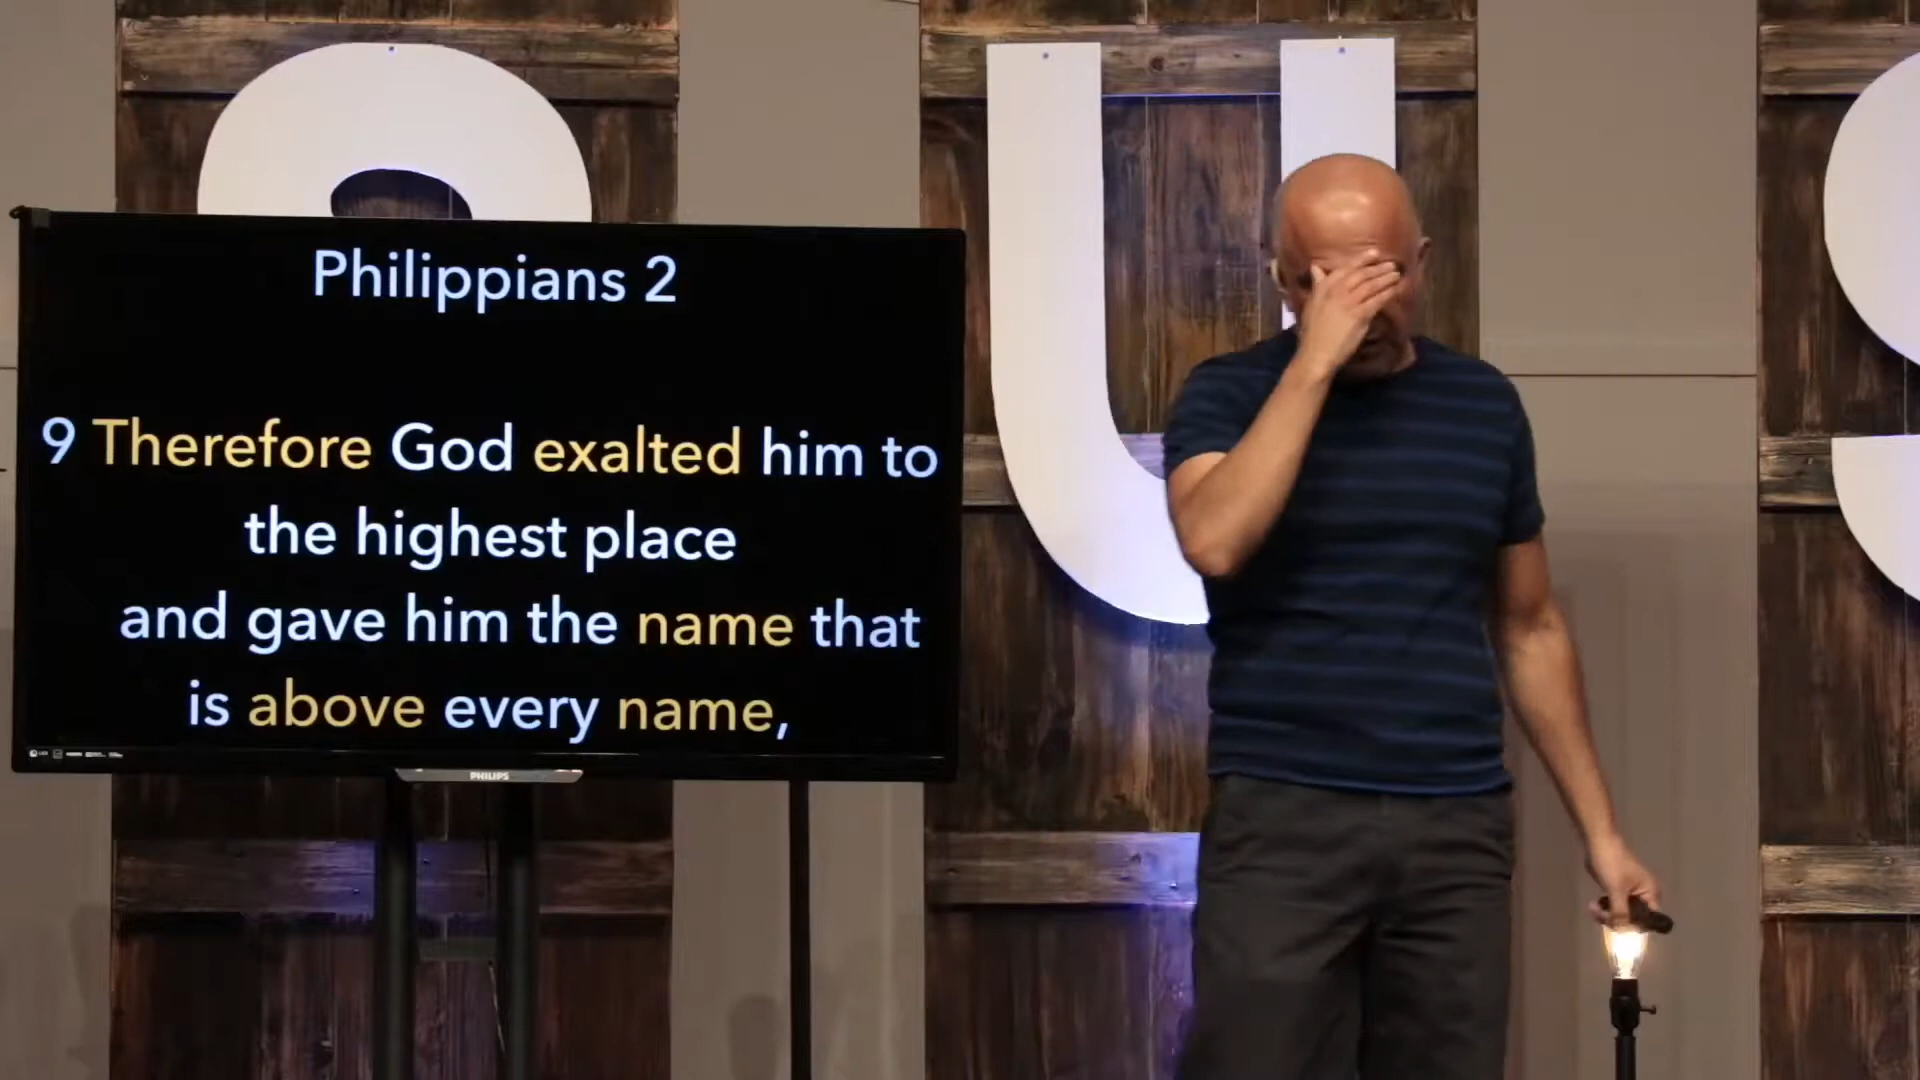 U
S
Philippians 2
9 Therefore God exalted him to
the highest place
and gave him the name that
is above every name,
PHILIPS